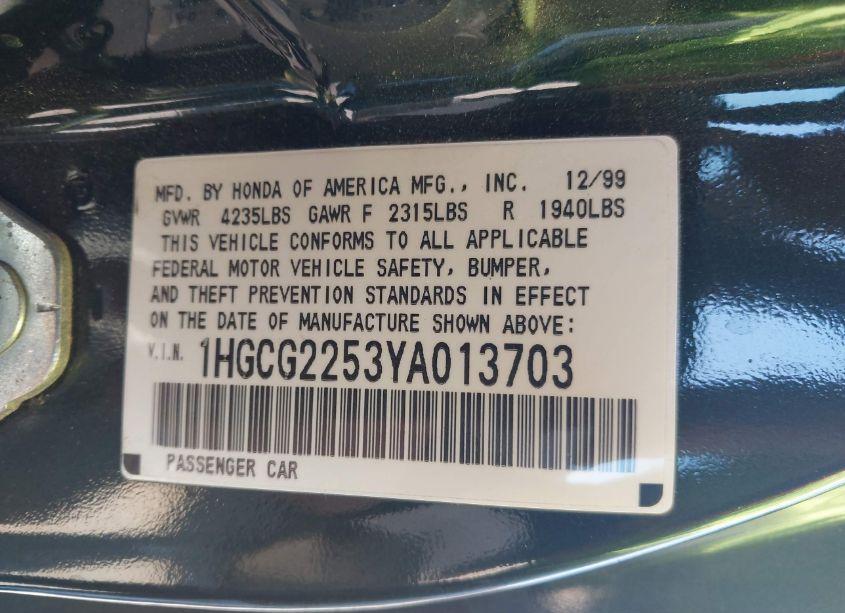 MFD. BY HONDA OF AMERICA MFG., INC. 12/99
GVWR 4235LBS GAWR F 2315LBS R 1940LBS
THIS VEHICLE CONFORMS TO ALL APPLICABLE
FEDERAL MOTOR VEHICLE SAFETY, BUMPER,
AND THEFT PREVENTION STANDARDS IN EFFECT
ON THE DATE OF MANUFACTURE SHOWN ABOVE:
V.I.N. 1HGCG2253YA013703
PASSENGER CAR